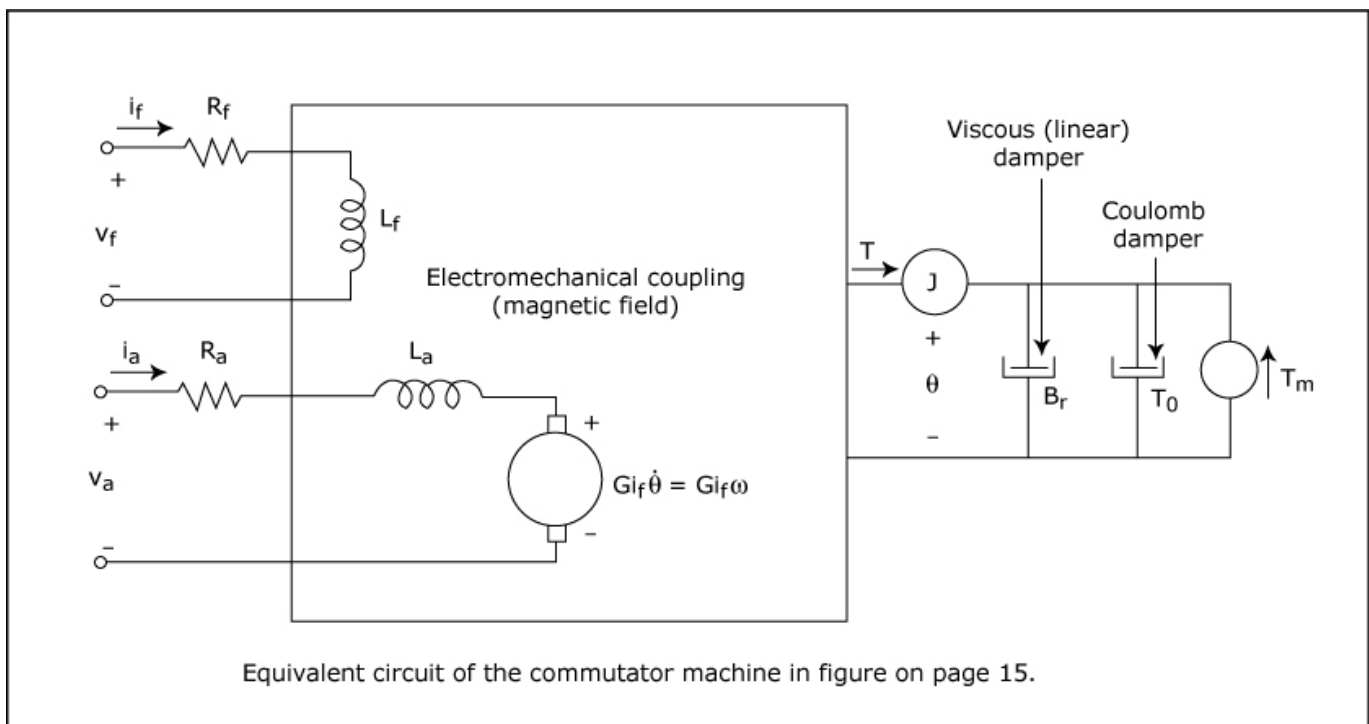 i_f
R_f
+
v_f
–
L_f
Electromechanical coupling
(magnetic field)
i_a
R_a
L_a
+
v_a
–
+
Gi_fθ̇ = Gi_fω
–
T
J
+
θ
–
Viscous (linear)
damper
Coulomb
damper
B_r
T_0
T_m
Equivalent circuit of the commutator machine in figure on page 15.